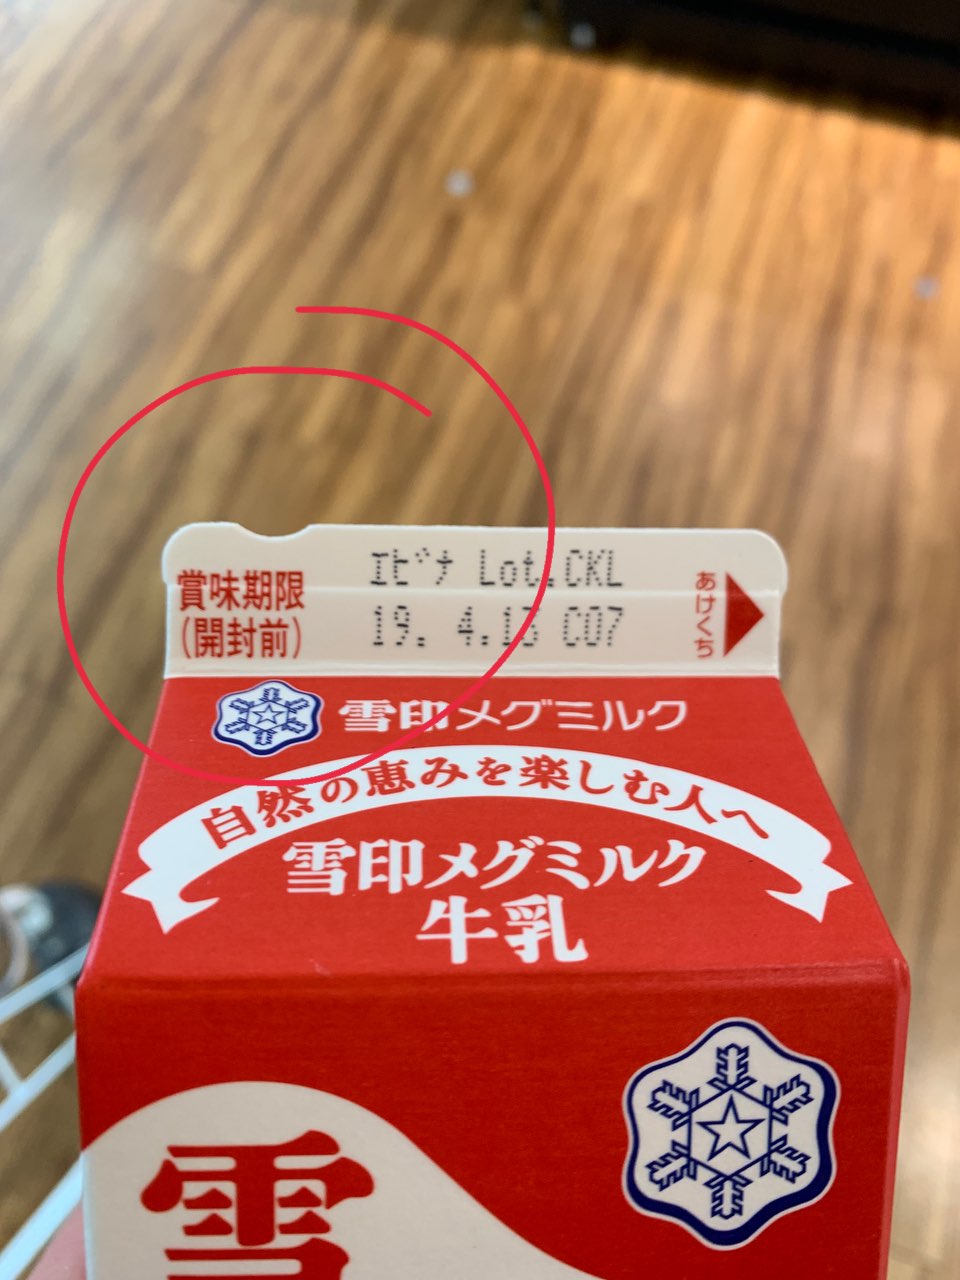 エビナ Lot.CKL
賞味期限
(開封前)
19. 4.13 C07
あけくち
雪印メグミルク
自然の恵みを楽しむ人へ
雪印メグミルク
牛乳
雪